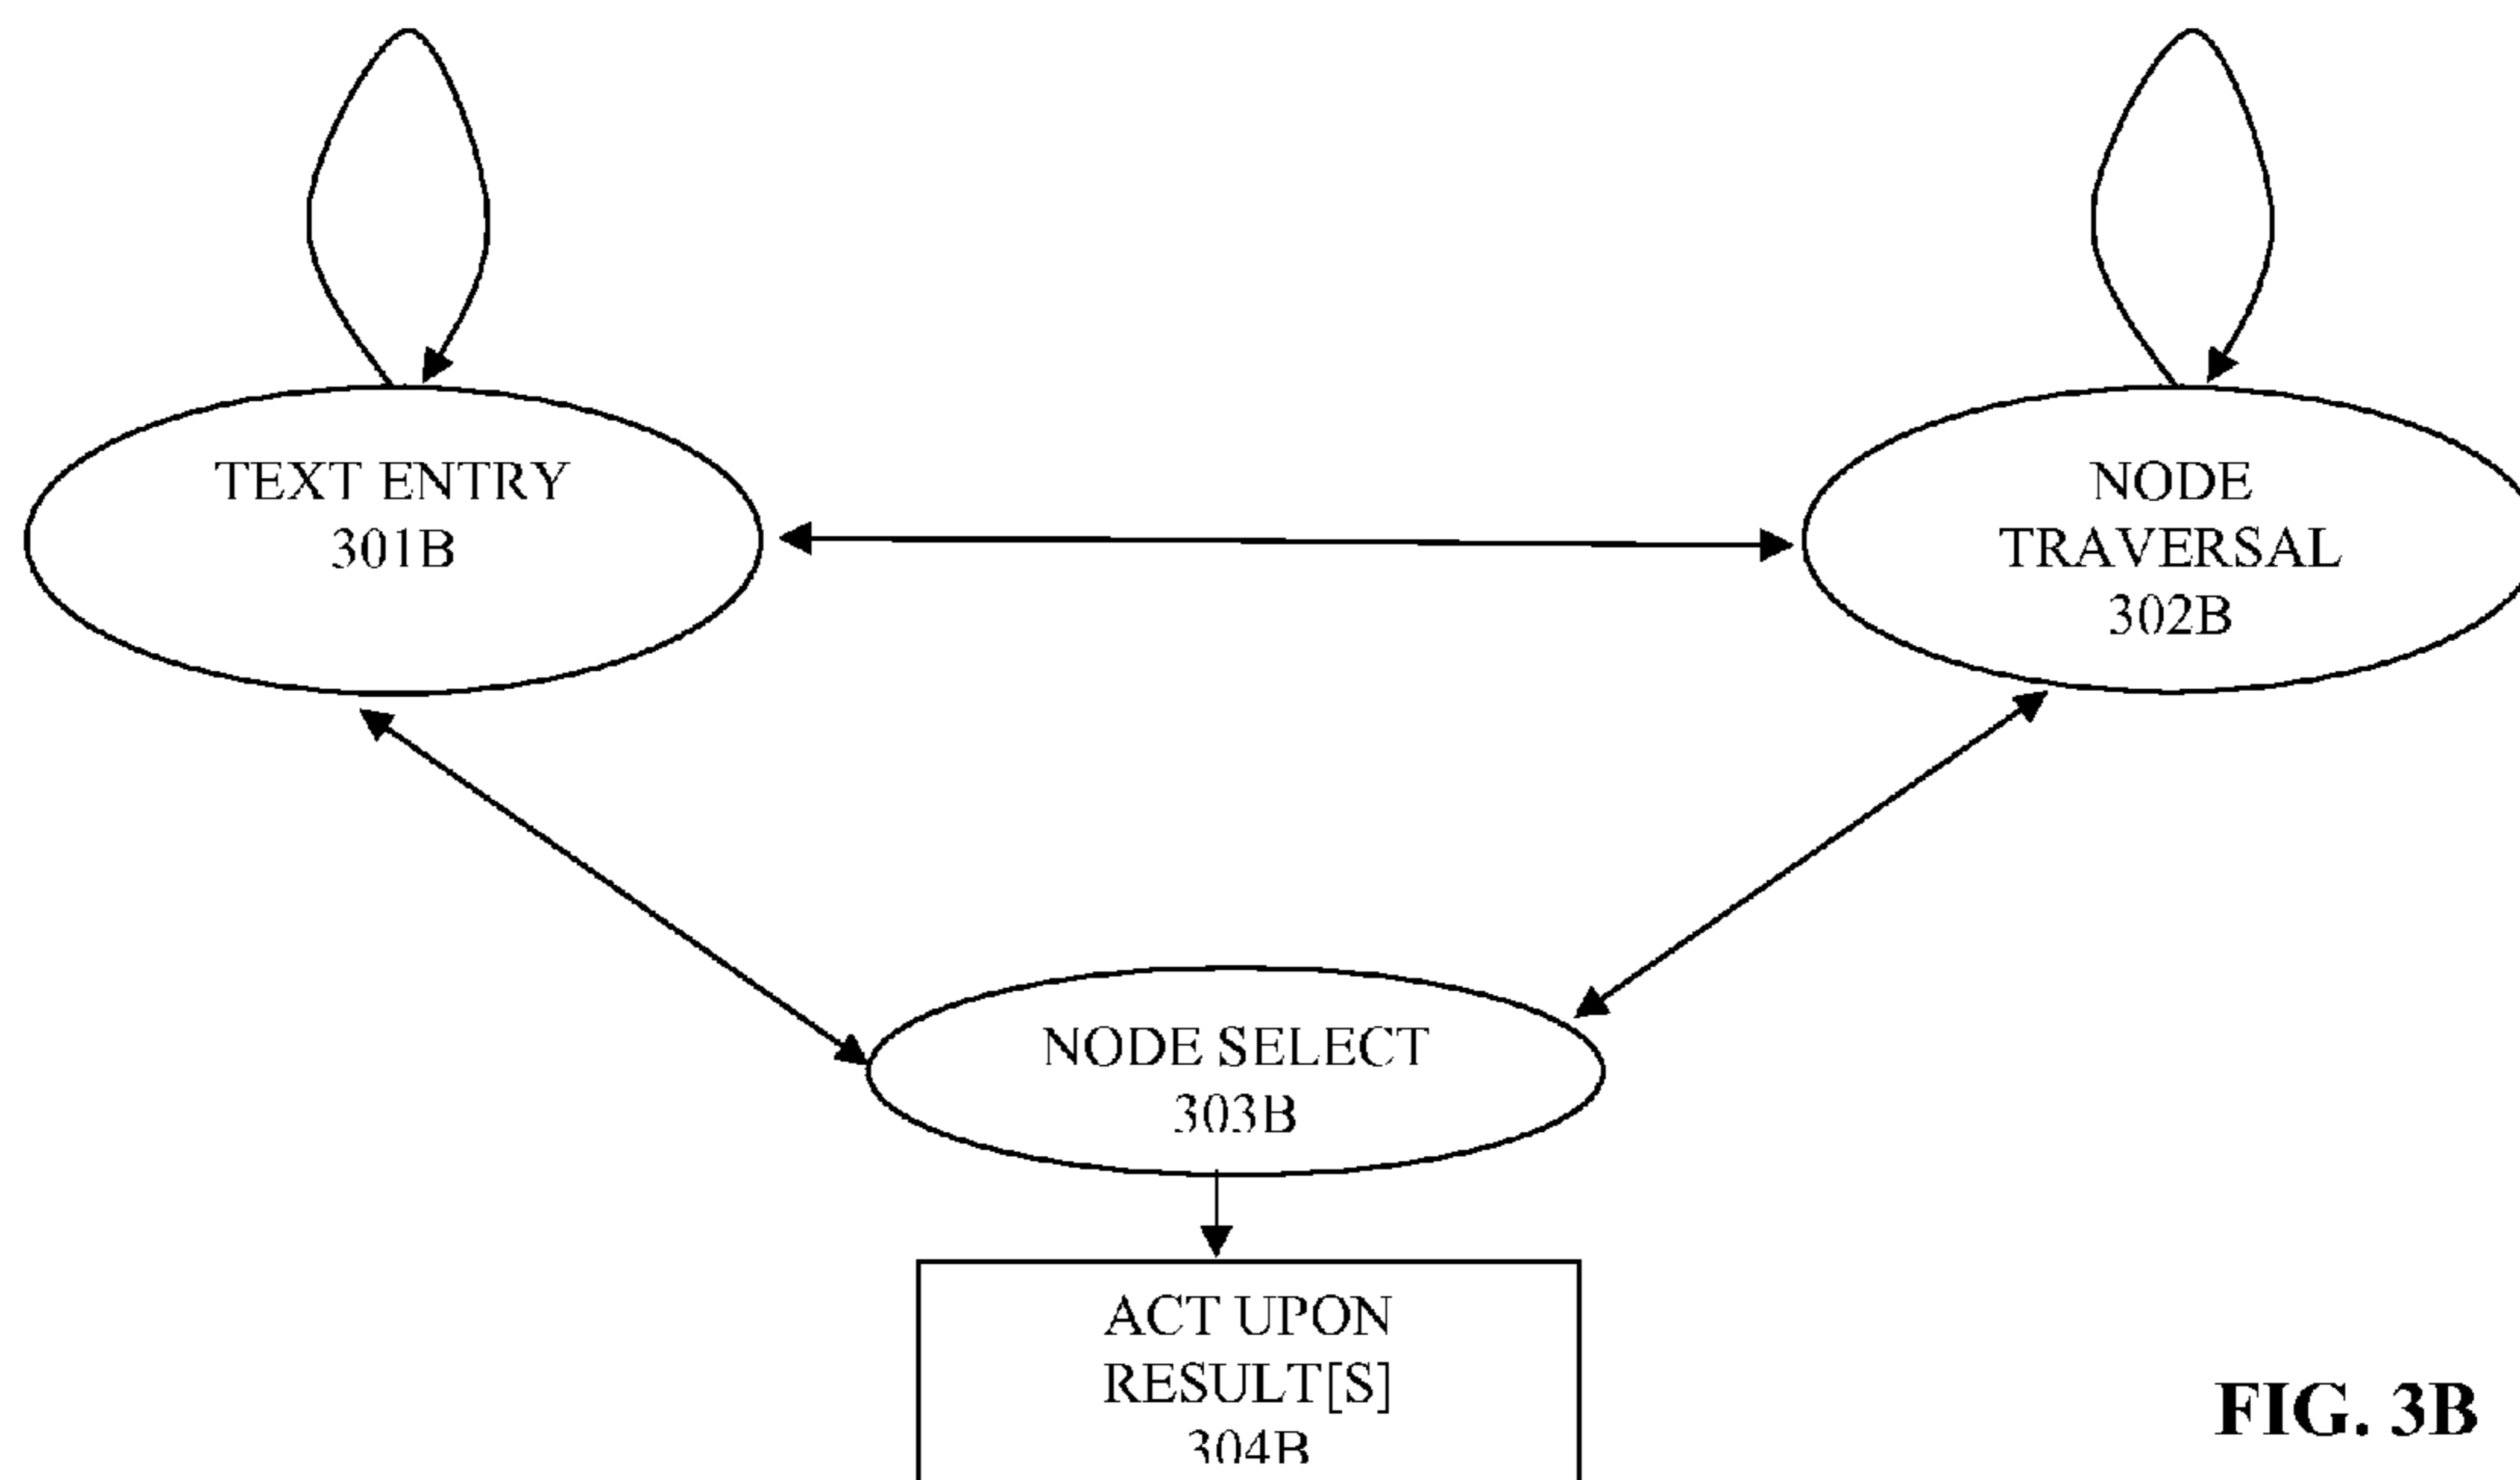 TEXT ENTRY
301B
NODE
TRAVERSAL
302B
NODE SELECT
303B
ACT UPON
RESULT[S]
304B
FIG. 3B